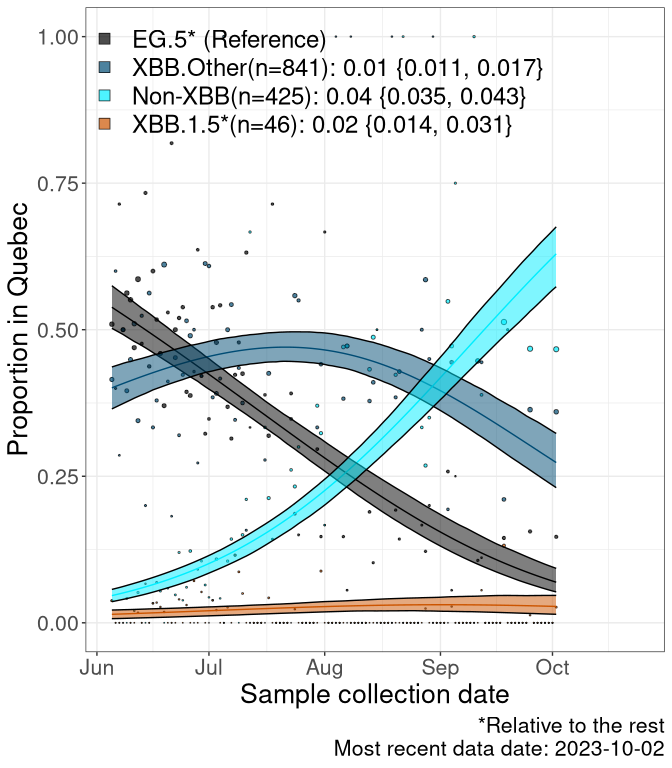 1.00
EG.5* (Reference)
XBB.Other(n=841): 0.01 {0.011, 0.017}
Non-XBB(n=425): 0.04 {0.035, 0.043}
XBB.1.5*(n=46): 0.02 {0.014, 0.031}
0.75
Proportion in Quebec
0.50
0.25
0.00
Jun Jul Aug Sep Oct
Sample collection date
*Relative to the rest
Most recent data date: 2023-10-02